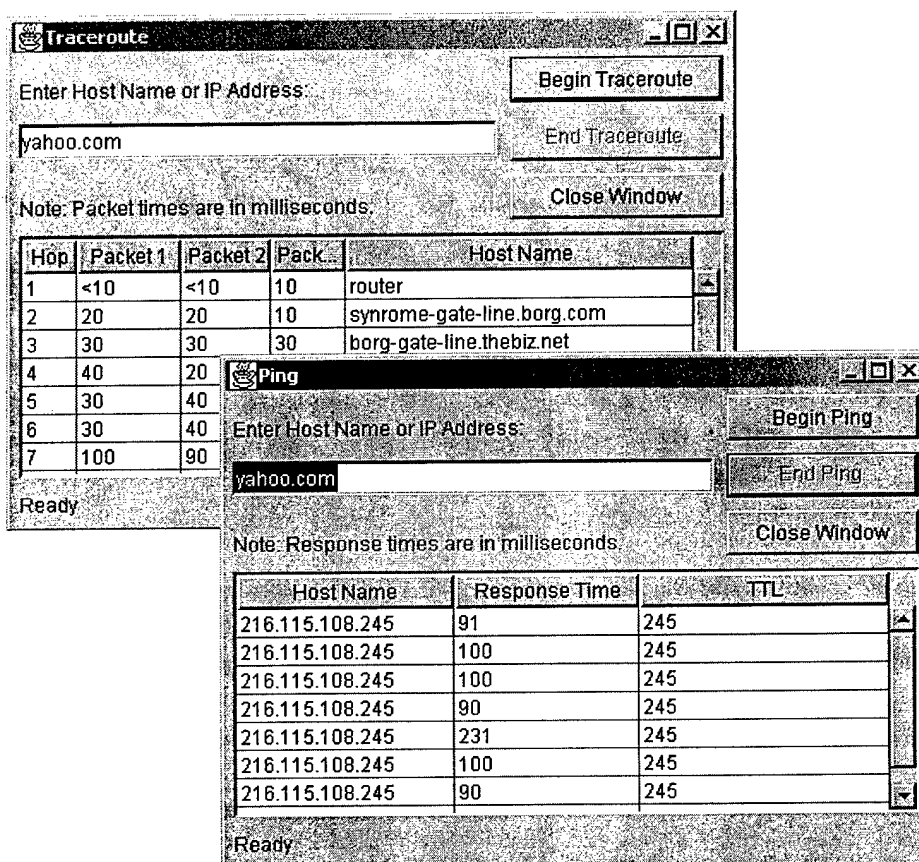 Traceroute
Enter Host Name or IP Address:
Begin Traceroute
yahoo.com
End Traceroute
Close Window
Note: Packet times are in milliseconds.
Hop Packet 1 Packet 2 Pack... Host Name
1 <10 <10 10 router
2 20 20 10 synrome-gate-line.borg.com
3 30 30 30 borg-gate-line.thebiz.net
4 40 20
5 30 40
6 30 40
7 100 90
Ready
Ping
Enter Host Name or IP Address:
Begin Ping
yahoo.com
End Ping
Close Window
Note: Response times are in milliseconds.
Host Name Response Time TTL
216.115.108.245 91 245
216.115.108.245 100 245
216.115.108.245 100 245
216.115.108.245 90 245
216.115.108.245 231 245
216.115.108.245 100 245
216.115.108.245 90 245
Ready